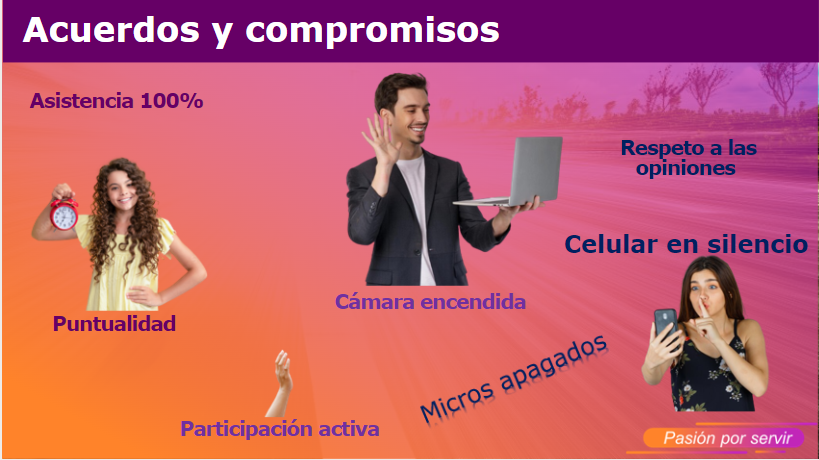 Acuerdos y compromisos
Asistencia 100%
Respeto a las
opiniones
Celular en silencio
Cámara encendida
Puntualidad
Micros apagados
Participación activa
Pasión por servir